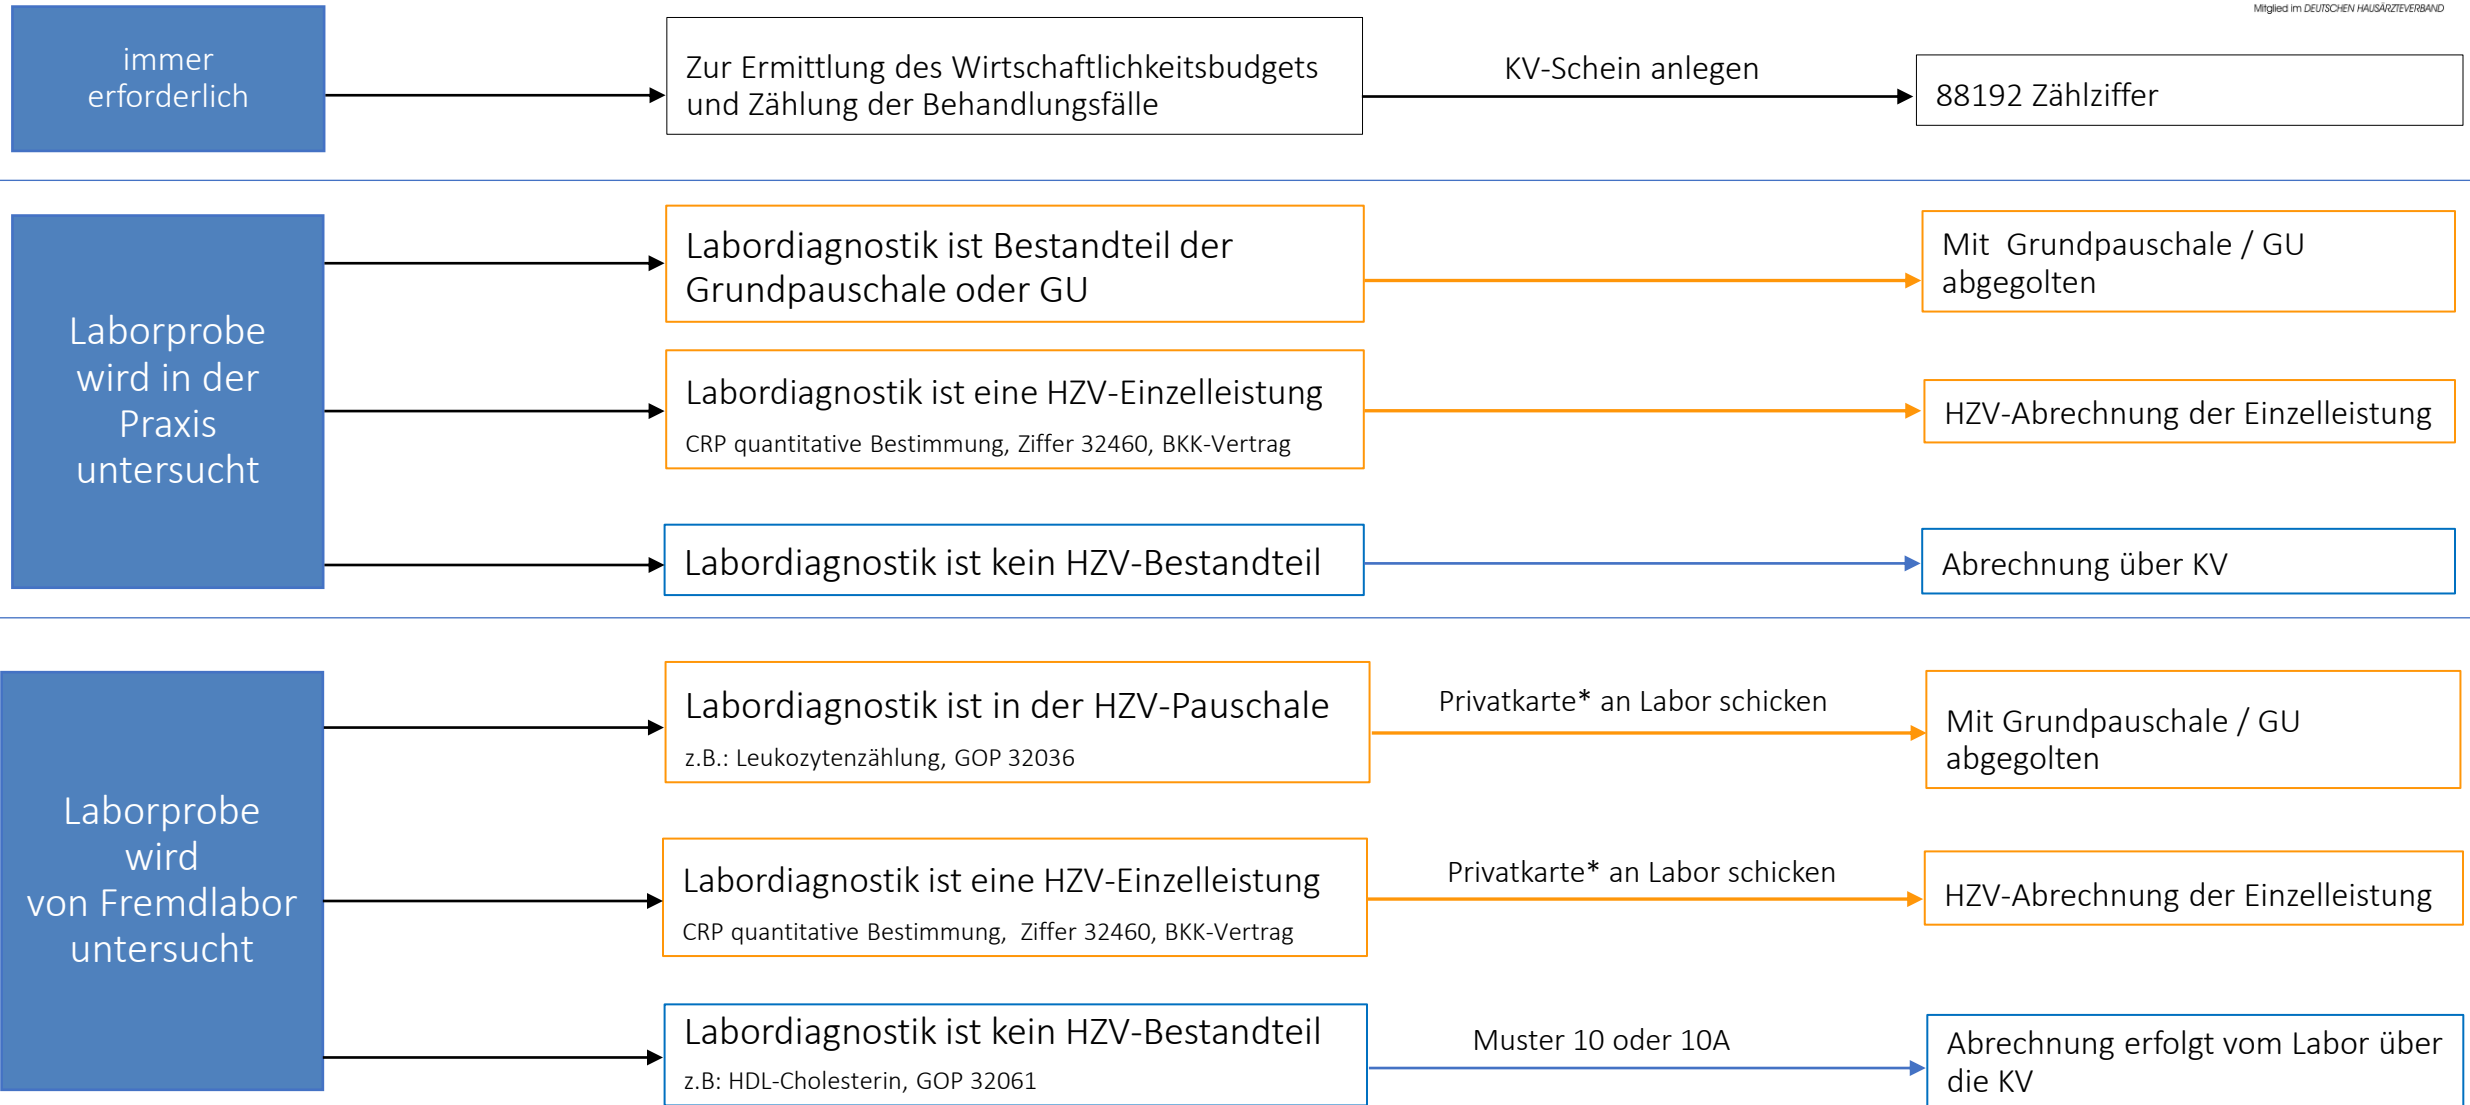 Mitglied im DEUTSCHEN HAUSÄRZTEVERBAND
immer
erforderlich
Zur Ermittlung des Wirtschaftlichkeitsbudgets
und Zählung der Behandlungsfälle
KV-Schein anlegen
88192 Zählziffer
Laborprobe
wird in der
Praxis
untersucht
Labordiagnostik ist Bestandteil der
Grundpauschale oder GU
Mit Grundpauschale / GU
abgegolten
Labordiagnostik ist eine HZV-Einzelleistung
CRP quantitative Bestimmung, Ziffer 32460, BKK-Vertrag
HZV-Abrechnung der Einzelleistung
Labordiagnostik ist kein HZV-Bestandteil
Abrechnung über KV
Laborprobe
wird
von Fremdlabor
untersucht
Labordiagnostik ist in der HZV-Pauschale
z.B.: Leukozytenzählung, GOP 32036
Privatkarte* an Labor schicken
Mit Grundpauschale / GU
abgegolten
Labordiagnostik ist eine HZV-Einzelleistung
CRP quantitative Bestimmung, Ziffer 32460, BKK-Vertrag
Privatkarte* an Labor schicken
HZV-Abrechnung der Einzelleistung
Labordiagnostik ist kein HZV-Bestandteil
z.B: HDL-Cholesterin, GOP 32061
Muster 10 oder 10A
Abrechnung erfolgt vom Labor über
die KV